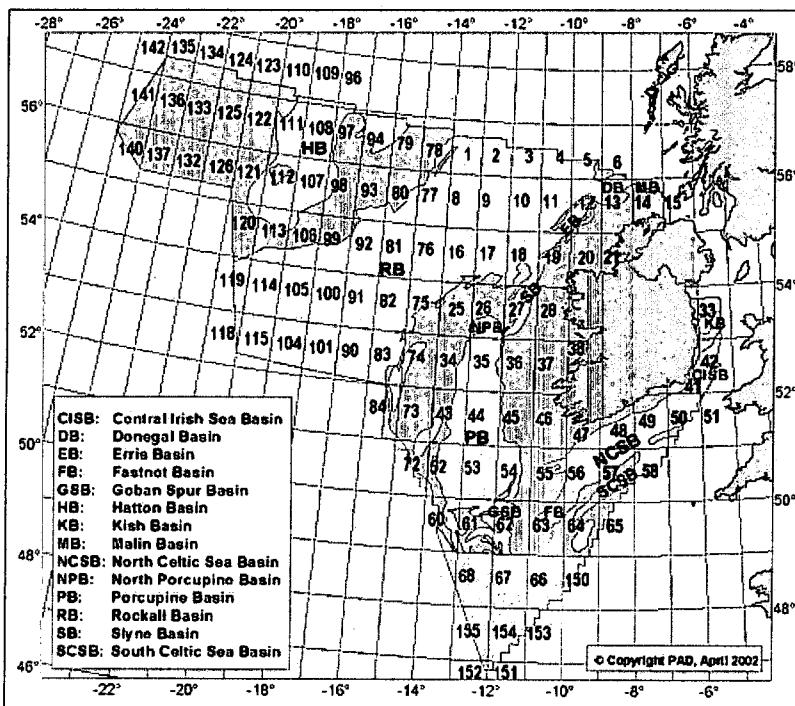 -28° -26° -24° -22° -20° -18° -16° -14° -12° -10° -8° -6° -4°
142 135 134 124 123 110 109 96
58° 58°
56° 141 136 133 125 122 111 108 97 94 79 78 1 2 3 4 5 6
HB
140 137 132 126 121 112 107 98 93 80 77 8 9 10 11 12 13 14 15
DB MB
56°
EB
54° 120 113 106 99 92 81 76 16 17 18 19 20 21
RB
54°
119 114 105 100 91 82 75 25 26 27 28 33
SB
NPB KB
52° 118 115 104 101 90 83 74 34 35 36 37 38 42
CISB
52°
41
84 73 43 44 45 46 47 48 49 50 51
PB NCSB
50° 72 52 53 54 55 56 57 58
SCSB
50°
GSB FB
60 61 62 63 64 65
48° 68 67 66 150
48°
155 154 153
46° 152 151
46°
CISB: Central Irish Sea Basin
DB: Donegal Basin
EB: Erris Basin
FB: Fastnot Basin
GSB: Goban Spur Basin
HB: Hatton Basin
KB: Kish Basin
MB: Malin Basin
NCSB: North Celtic Sea Basin
NPB: North Porcupino Basin
PB: Porcupine Basin
RB: Rockall Basin
SB: Slyne Basin
SCSB: South Celtic Sea Basin
© Copyright PAD, April 2002
-22° -20° -18° -16° -14° -12° -10° -8° -6°